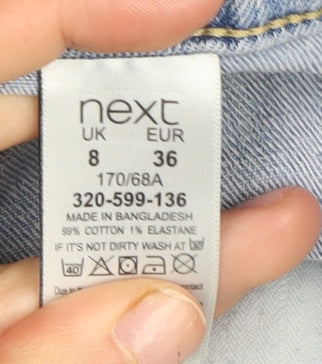 next
UK EUR
8 36
170/68A
320-599-136
MADE IN BANGLADESH
99% COTTON 1% ELASTANE
IF IT'S NOT DIRTY WASH AT 30
40